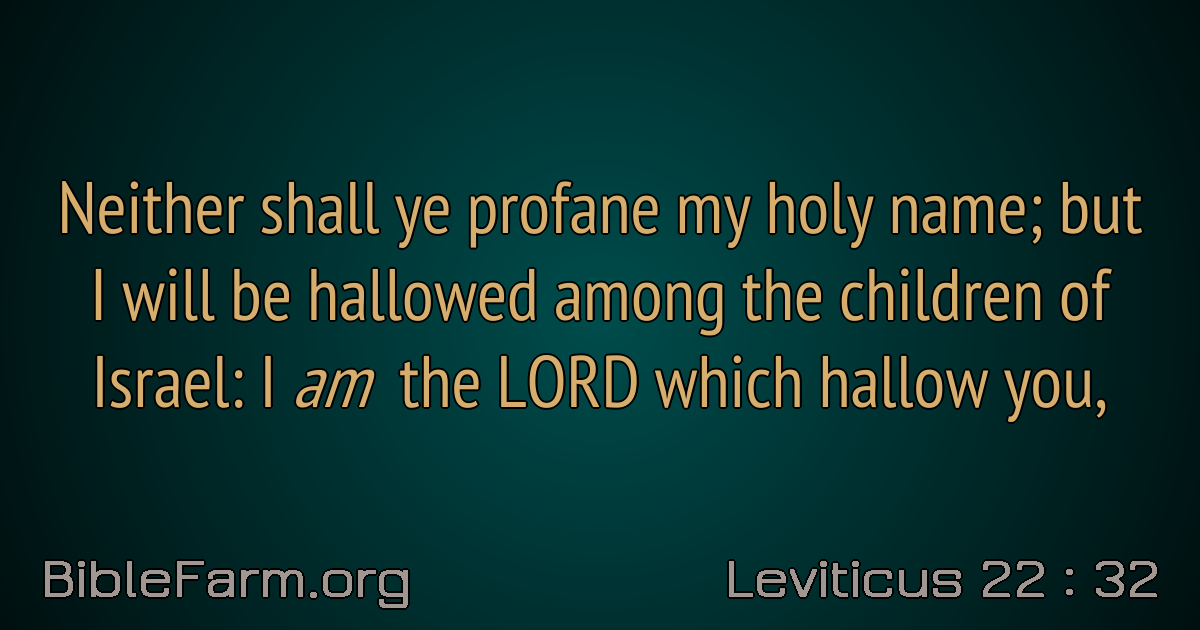 Neither shall ye profane my holy name; but
I will be hallowed among the children of
Israel: I am the LORD which hallow you,
BibleFarm.org
Leviticus 22 : 32